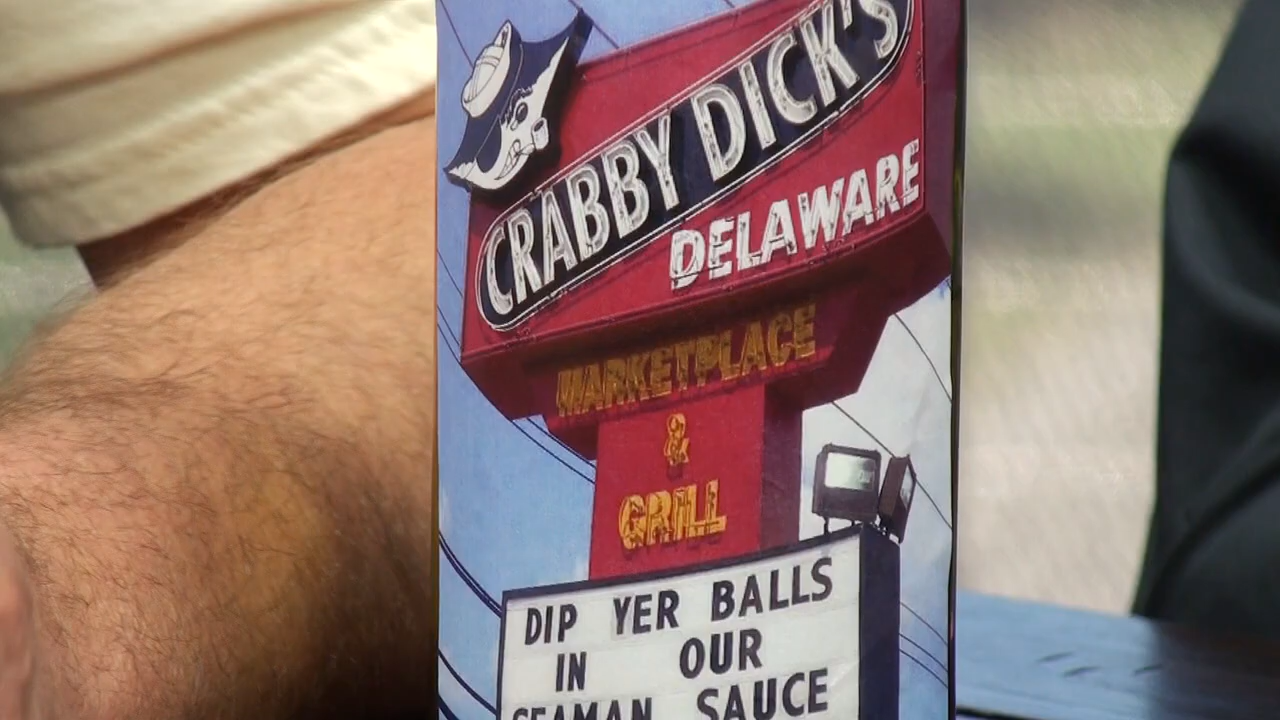 CRABBY DICK'S
DELAWARE
MARKETPLACE
&
GRILL
DIP YER BALLS
IN OUR
SEAMAN SAUCE